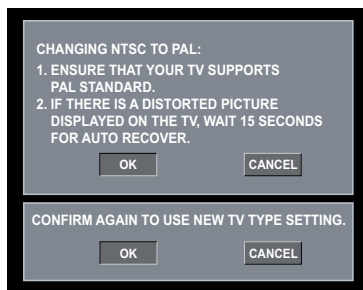 CHANGING NTSC TO PAL:
1. ENSURE THAT YOUR TV SUPPORTS
PAL STANDARD.
2. IF THERE IS A DISTORTED PICTURE
DISPLAYED ON THE TV, WAIT 15 SECONDS
FOR AUTO RECOVER.
OK CANCEL
CONFIRM AGAIN TO USE NEW TV TYPE SETTING.
OK CANCEL